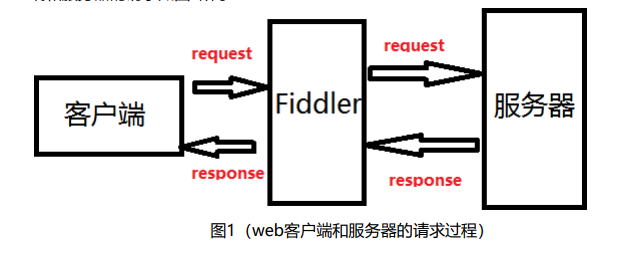 request
request
客户端
Fiddler
服务器
response
response
图1（web客户端和服务器的请求过程）